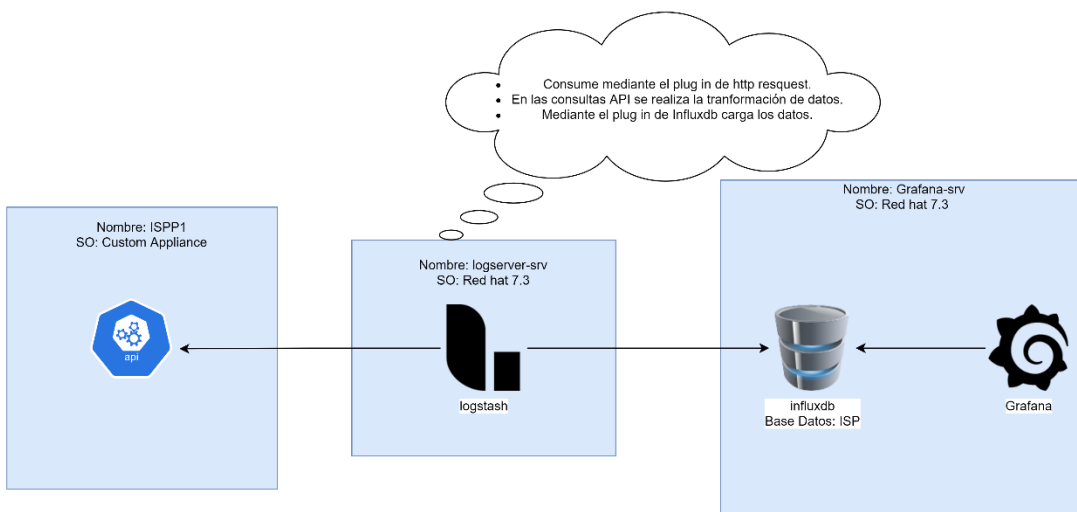 Consume mediante el plug in de http resquest.
En las consultas API se realiza la tranformación de datos.
Mediante el plug in de Influxdb carga los datos.
Nombre: ISPP1
SO: Custom Appliance
api
Nombre: logserver-srv
SO: Red hat 7.3
logstash
Nombre: Grafana-srv
SO: Red hat 7.3
influxdb
Base Datos: ISP
Grafana